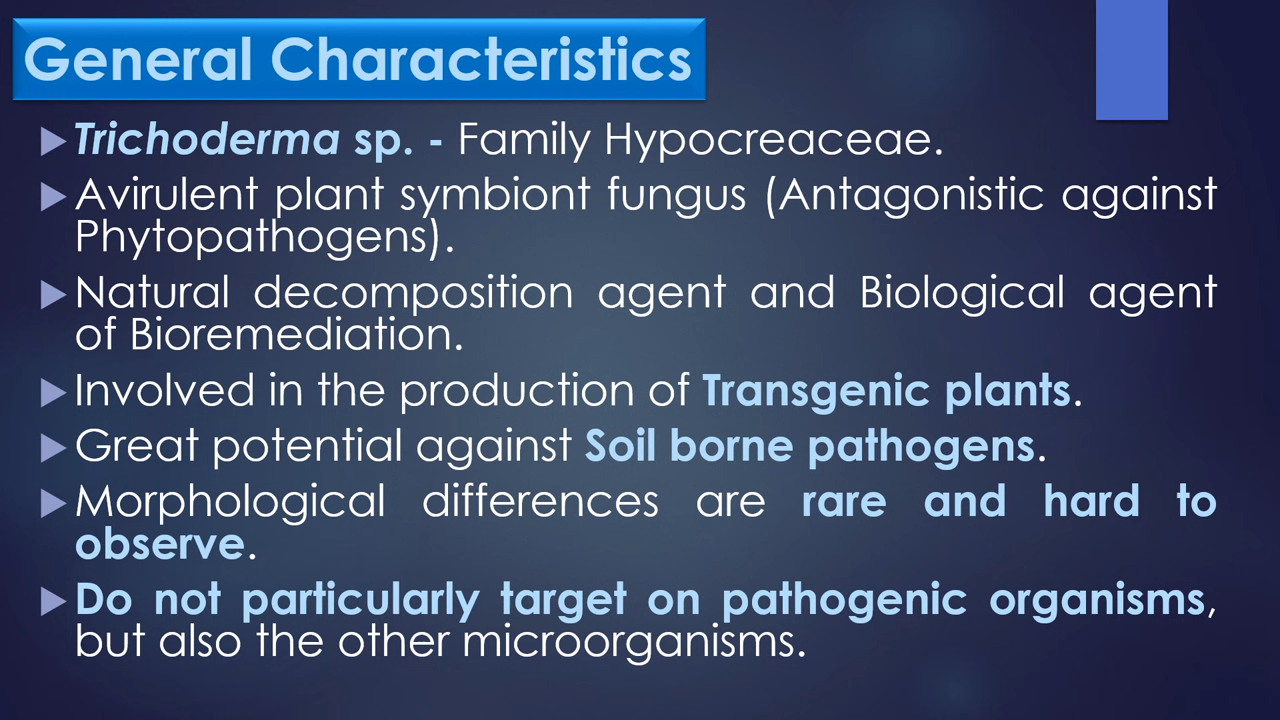 General Characteristics
Trichoderma sp. - Family Hypocreaceae.
Avirulent plant symbiont fungus (Antagonistic against
Phytopathogens).
Natural decomposition agent and Biological agent
of Bioremediation.
Involved in the production of Transgenic plants.
Great potential against Soil borne pathogens.
Morphological differences are rare and hard to
observe.
Do not particularly target on pathogenic organisms,
but also the other microorganisms.